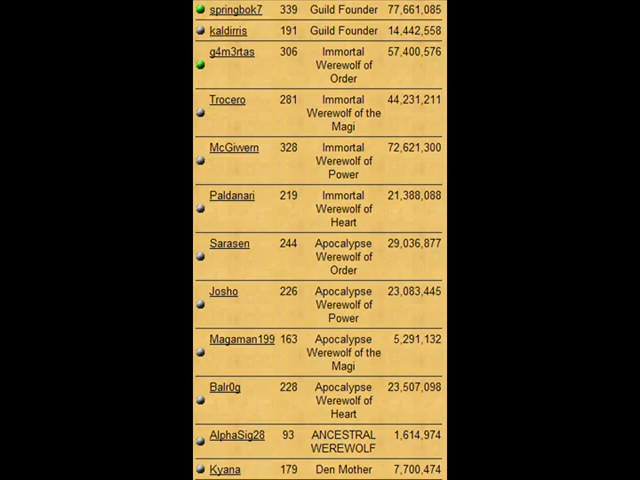 springbok7 339 Guild Founder 77,661,085
kaldirris 191 Guild Founder 14,442,558
g4m3rtas 306 Immortal 57,400,576
Werewolf of
Order
Trocero 281 Immortal 44,231,211
Werewolf of the
Magi
McGivvern 328 Immortal 72,621,300
Werewolf of
Power
Paldanari 219 Immortal 21,388,088
Werewolf of
Heart
Sarasen 244 Apocalypse 29,036,877
Werewolf of
Order
Josho 226 Apocalypse 23,083,445
Werewolf of
Power
Magaman199 163 Apocalypse 5,291,132
Werewolf of the
Magi
Balr0g 228 Apocalypse 23,507,098
Werewolf of
Heart
AlphaSig28 93 ANCESTRAL 1,614,974
WEREWOLF
Kyana 179 Den Mother 7,700,474